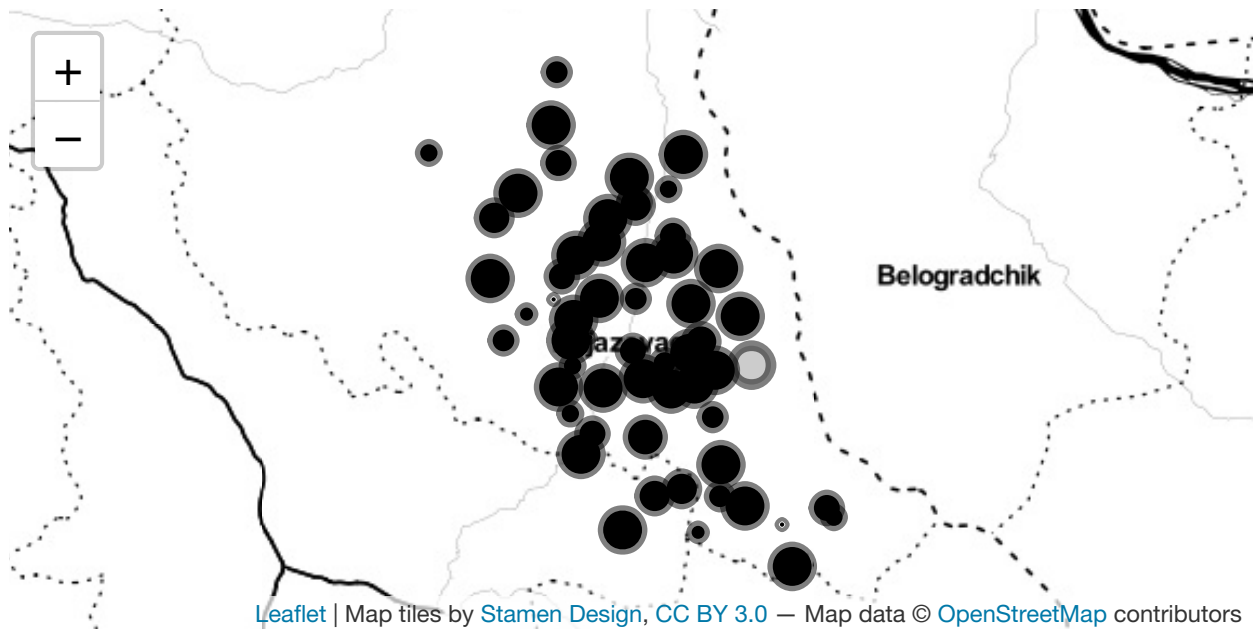 +
−
Belogradchik
Leaflet | Map tiles by Stamen Design, CC BY 3.0 — Map data © OpenStreetMap contributors